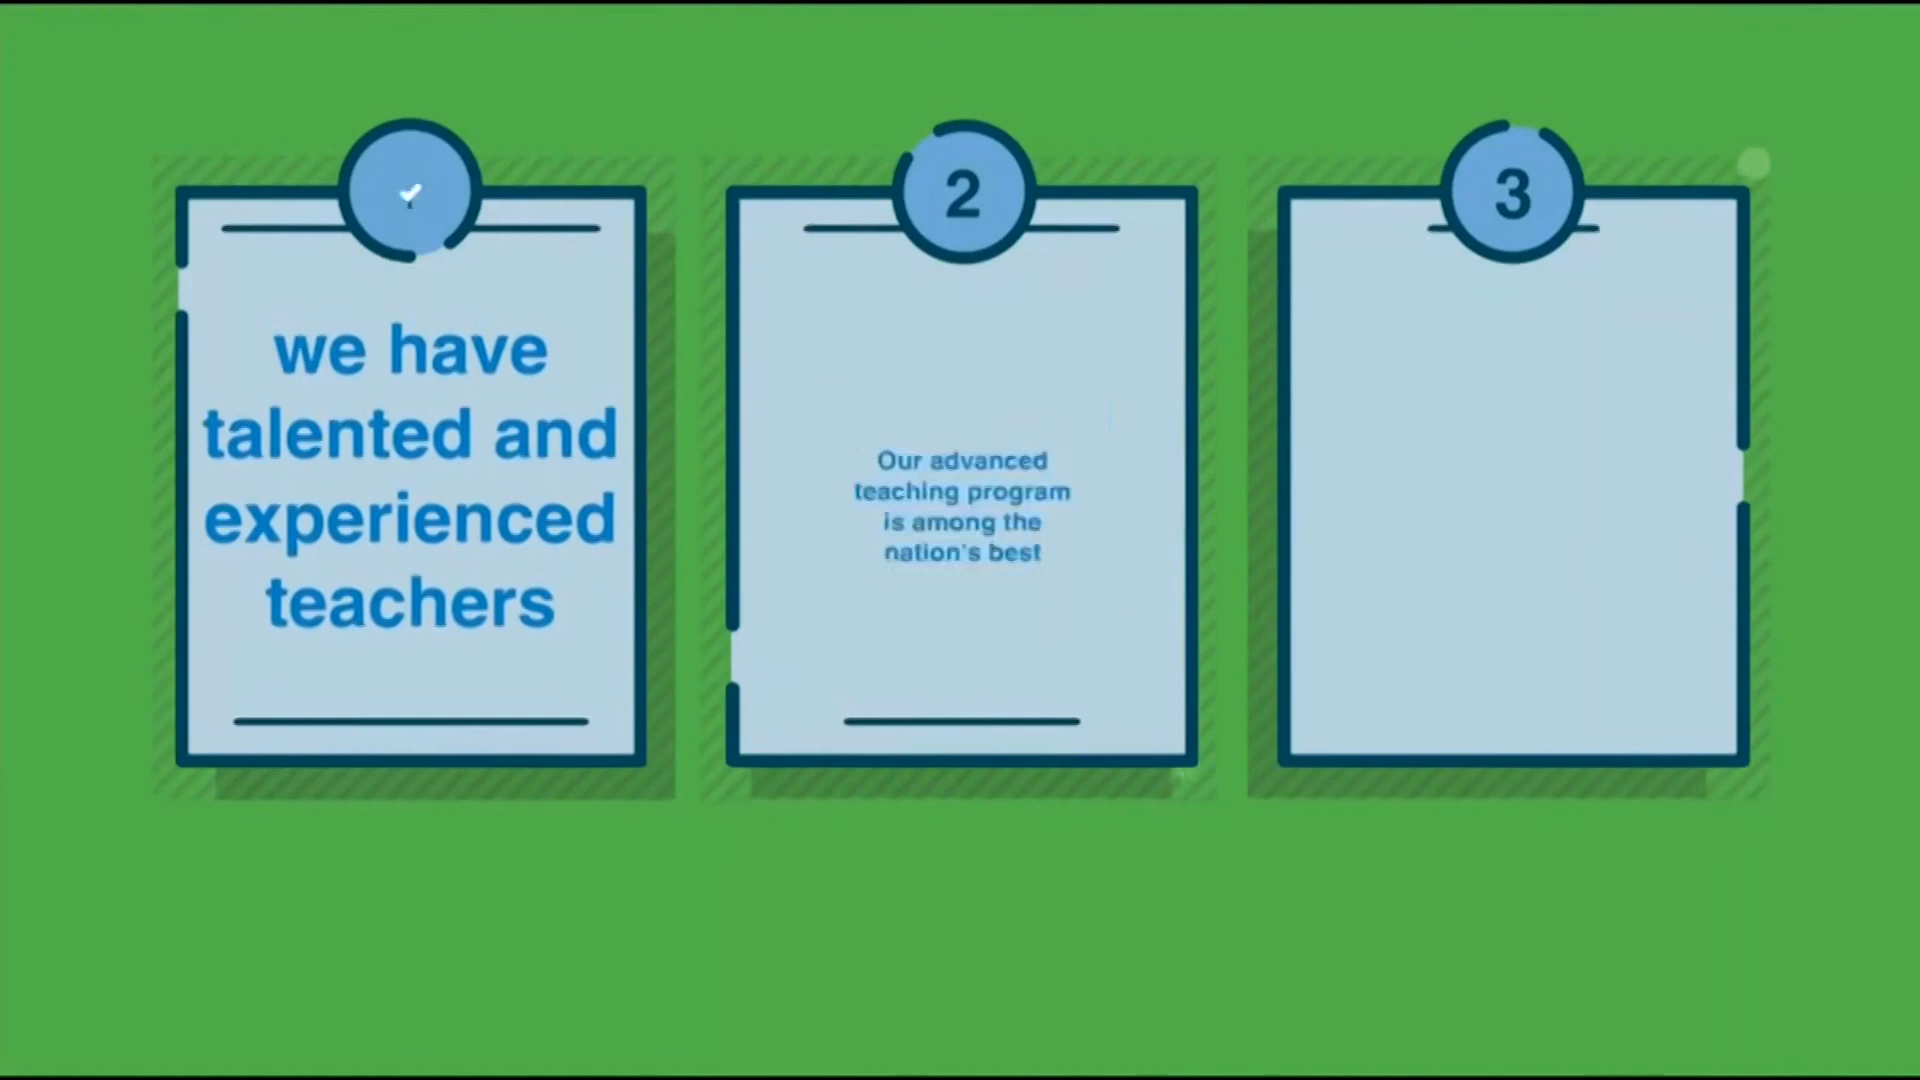 we have
talented and
experienced
teachers
2
Our advanced
teaching program
is among the
nation's best
3